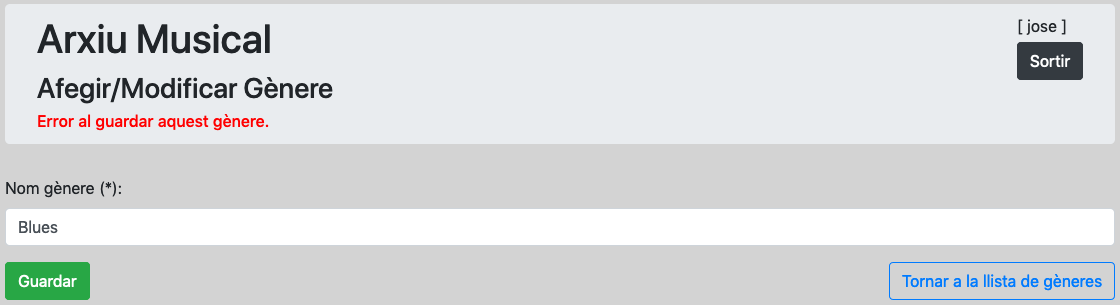 Arxiu Musical
[ jose ]
Sortir
Afegir/Modificar Gènere
Error al guardar aquest gènere.
Nom gènere (*):
Blues
Guardar
Tornar a la llista de gèneres